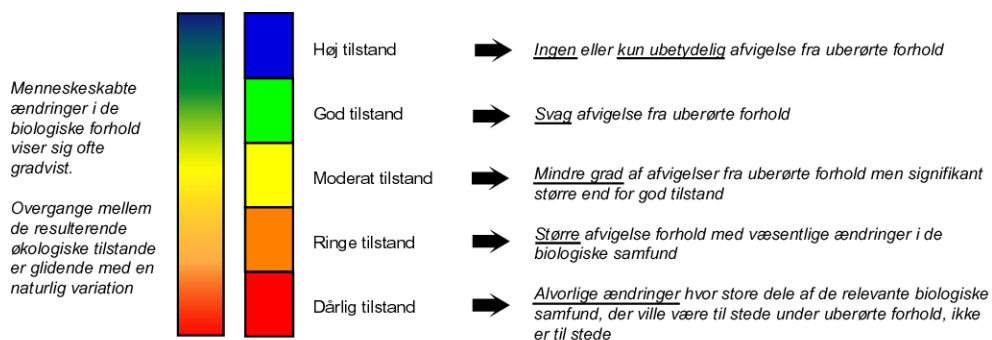 Menneskeskabte
ændringer i de
biologiske forhold
viser sig ofte
gradvist.
Overgange mellem
de resulterende
økologiske tilstande
er glidende med en
naturlig variation
Høj tilstand
Ingen eller kun ubetydelig afvigelse fra uberørte forhold
God tilstand
Svag afvigelse fra uberørte forhold
Moderat tilstand
Mindre grad af afvigelser fra uberørte forhold men signifikant
større end for god tilstand
Ringe tilstand
Større afvigelse forhold med væsentlige ændringer i de
biologiske samfund
Dårlig tilstand
Alvorlige ændringer hvor store dele af de relevante biologiske
samfund, der ville være til stede under uberørte forhold, ikke
er til stede